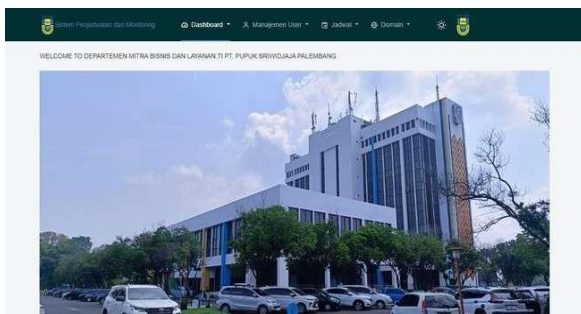 Sistem Penjadwalan dan Monitoring
Dashboard
Manajemen User
Jadwal
Domain
WELCOME TO DEPARTEMEN MITRA BISNIS DAN LAYANAN TI PT. PUPUK SRIWIDJAJA PALEMBANG